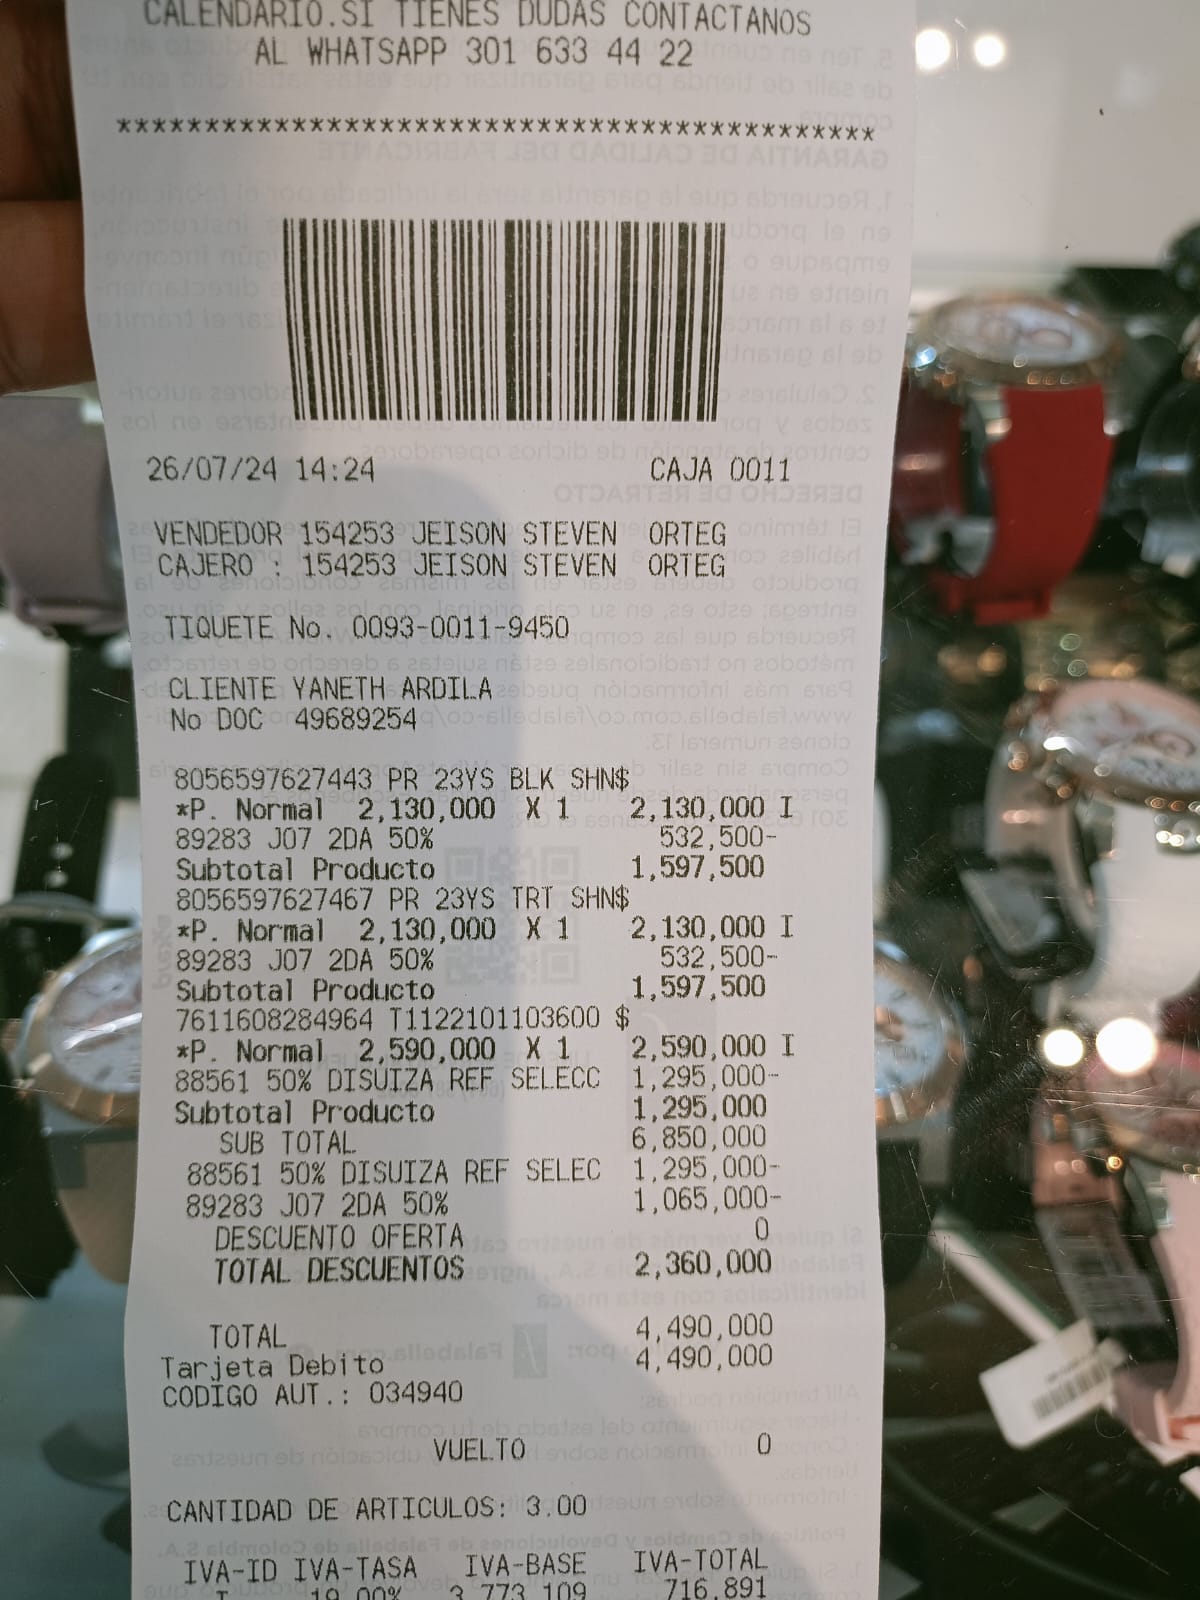 CALENDARIO.SI TIENES DUDAS CONTACTANOS
AL WHATSAPP 301 633 44 22
*******************************************
26/07/24 14:24 CAJA 0011
VENDEDOR 154253 JEISON STEVEN ORTEG
CAJERO : 154253 JEISON STEVEN ORTEG
TIQUETE No. 0093-0011-9450
CLIENTE YANETH ARDILA
No DOC 49689254
8056597627443 PR 23YS BLK SHN$
*P. Normal 2,130,000 X 1 2,130,000 I
89283 J07 2DA 50% 532,500-
Subtotal Producto 1,597,500
8056597627467 PR 23YS TRT SHN$
*P. Normal 2,130,000 X 1 2,130,000 I
89283 J07 2DA 50% 532,500-
Subtotal Producto 1,597,500
7611608284964 T1122101103600 $
*P. Normal 2,590,000 X 1 2,590,000 I
88561 50% DISUIZA REF SELECC 1,295,000-
Subtotal Producto 1,295,000
SUB TOTAL 6,850,000
88561 50% DISUIZA REF SELEC 1,295,000-
89283 J07 2DA 50% 1,065,000-
DESCUENTO OFERTA 0
TOTAL DESCUENTOS 2,360,000
TOTAL 4,490,000
Tarjeta Debito 4,490,000
CODIGO AUT.: 034940
VUELTO 0
CANTIDAD DE ARTICULOS: 3.00
IVA-ID IVA-TASA IVA-BASE IVA-TOTAL
I 19.00% 3,773,109 716,891